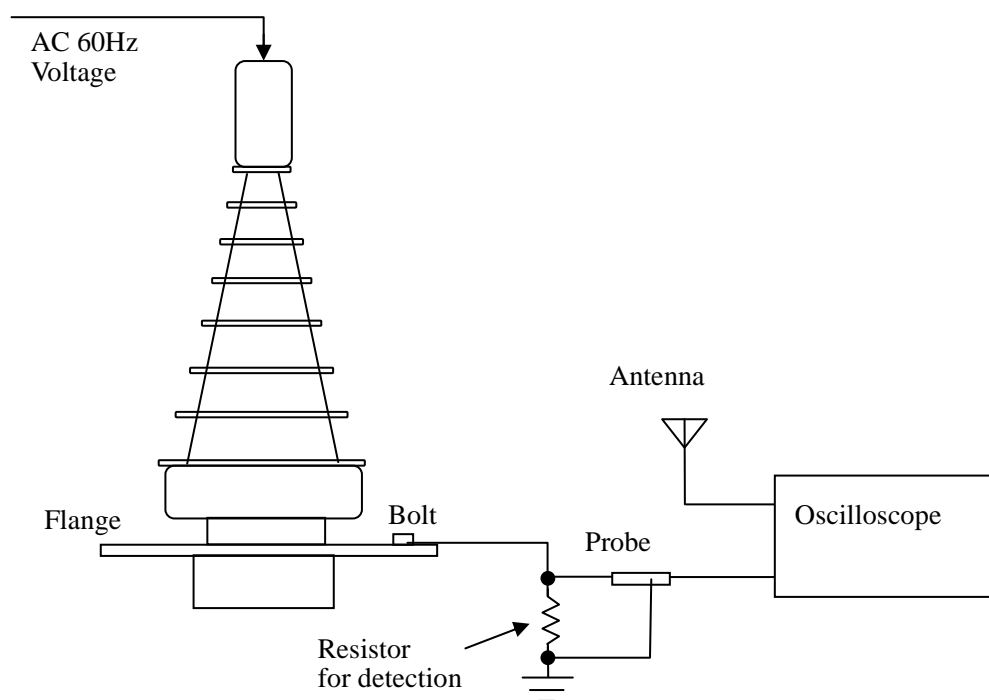 AC 60Hz
Voltage
Antenna
Flange
Bolt
Probe
Oscilloscope
Resistor
for detection